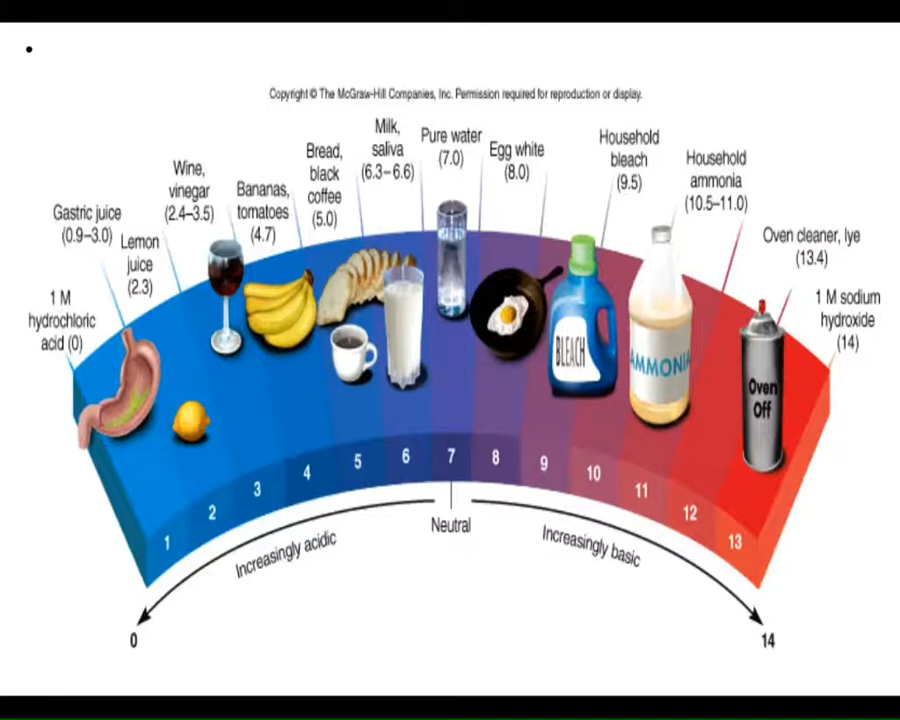 •
Copyright © The McGraw-Hill Companies, Inc. Permission required for reproduction or display.
1 M
hydrochloric
acid (0)
Gastric juice
(0.9–3.0)
Lemon
juice
(2.3)
Wine,
vinegar
(2.4–3.5)
Bananas,
tomatoes
(4.7)
Bread,
black
coffee
(5.0)
Milk,
saliva
(6.3–6.6)
Pure water
(7.0)
Egg white
(8.0)
Household
bleach
(9.5)
Household
ammonia
(10.5–11.0)
Oven cleaner, lye
(13.4)
1 M sodium
hydroxide
(14)
BLEACH
AMMONIA
Oven
Off
1 2 3 4 5 6 7 8 9 10 11 12 13
Neutral
Increasingly acidic
Increasingly basic
0
14